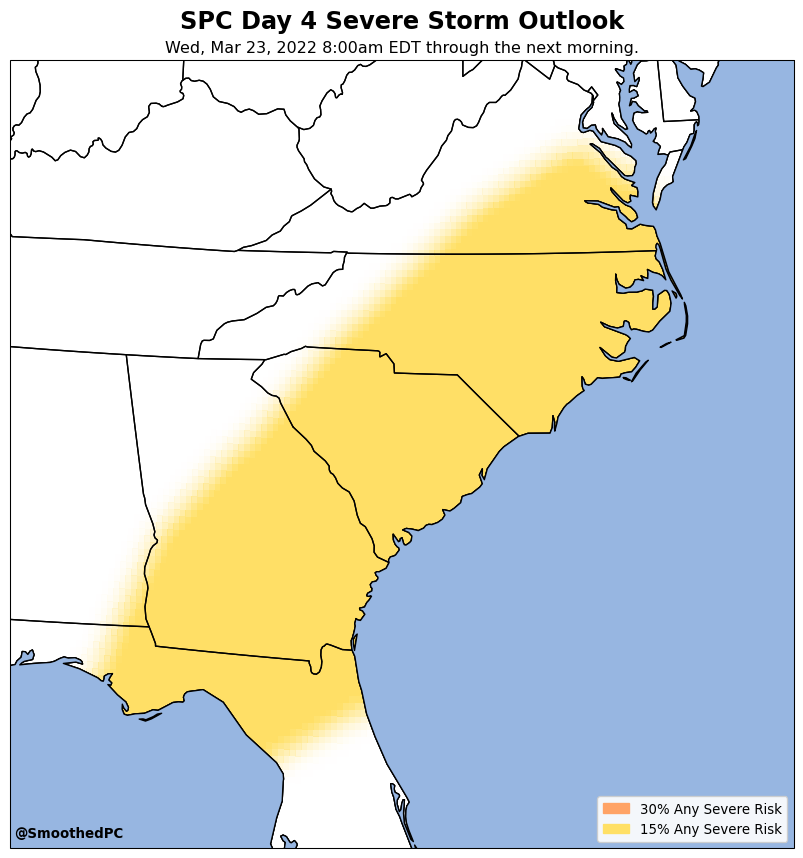 SPC Day 4 Severe Storm Outlook
Wed, Mar 23, 2022 8:00am EDT through the next morning.
30% Any Severe Risk
15% Any Severe Risk
@SmoothedPC